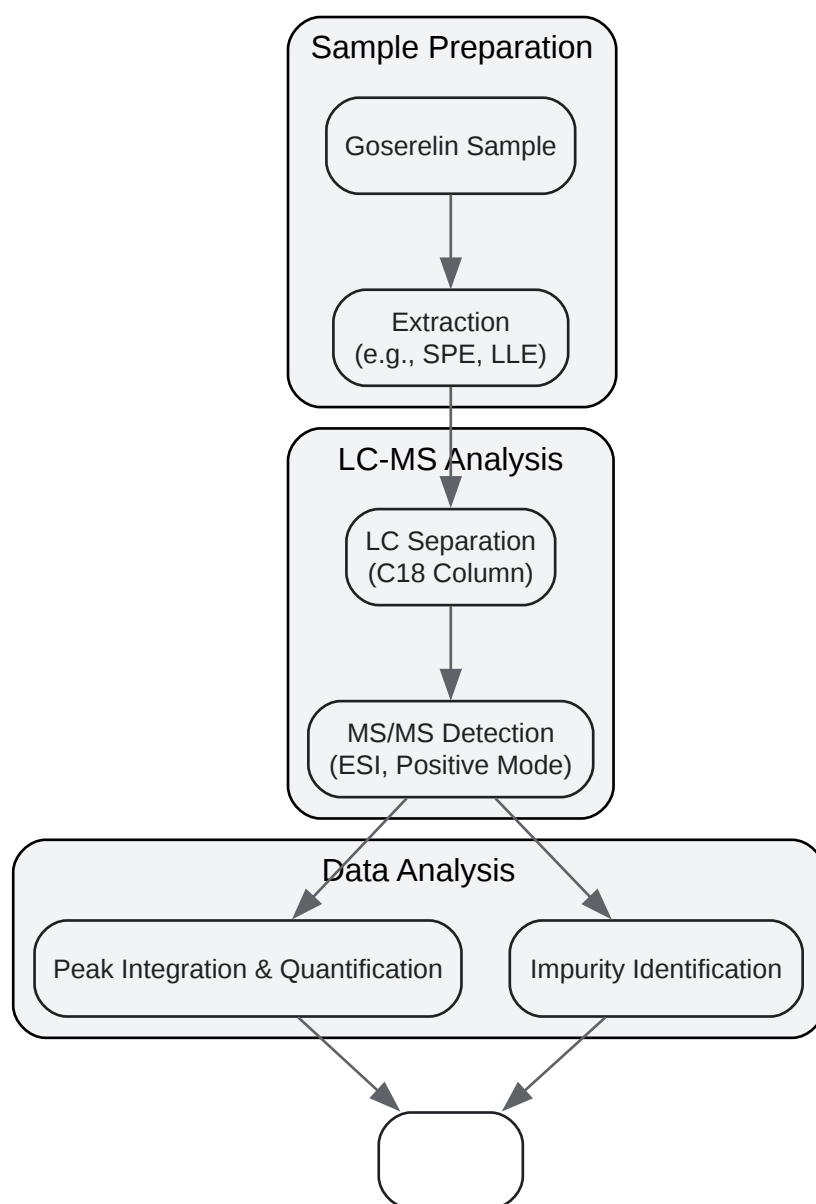 Sample Preparation
Goserelin Sample
Extraction
(e.g., SPE, LLE)
LC-MS Analysis
LC Separation
(C18 Column)
MS/MS Detection
(ESI, Positive Mode)
Data Analysis
Peak Integration & Quantification
Impurity Identification